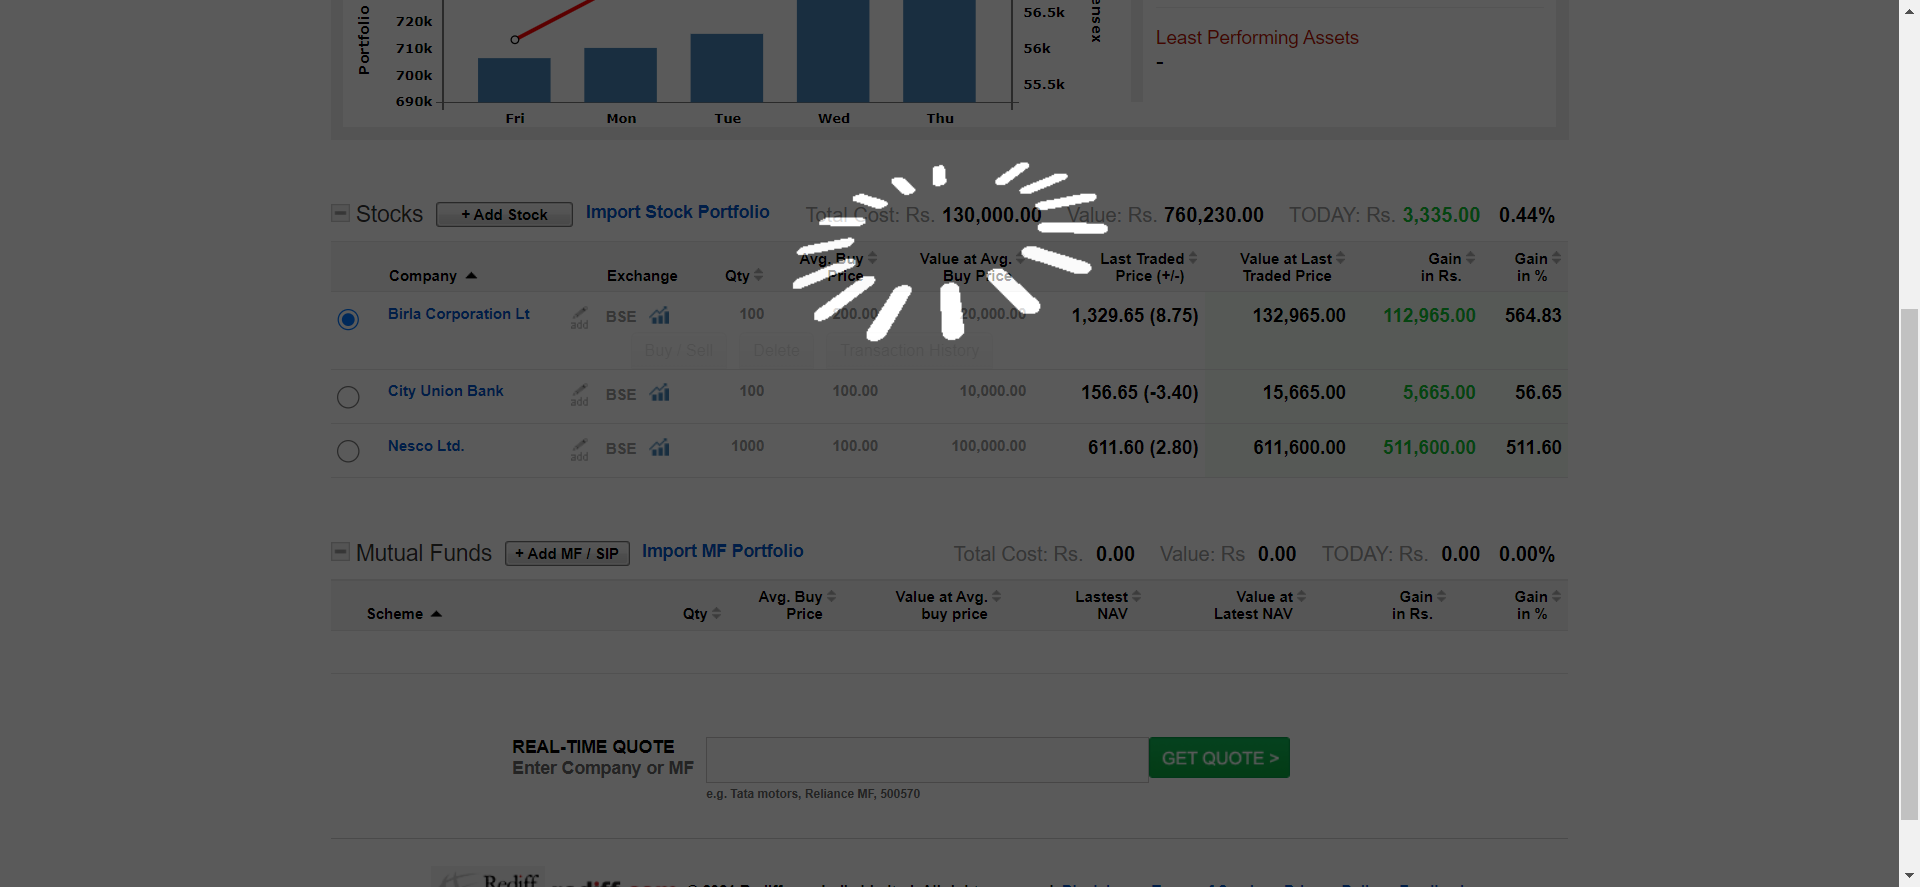 Portfolio
720k
710k
700k
690k
Fri Mon Tue Wed Thu
56.5k
56k
55.5k
Least Performing Assets
-
Stocks + Add Stock Import Stock Portfolio Total Cost: Rs. 130,000.00 Value: Rs. 760,230.00 TODAY: Rs. 3,335.00 0.44%
Company Exchange Qty Avg. Buy Price Value at Avg. Buy Price Last Traded Price (+/-) Value at Last Traded Price Gain in Rs. Gain in %
Birla Corporation Lt add BSE 100 200.00 20,000.00 1,329.65 (8.75) 132,965.00 112,965.00 564.83
Buy / Sell Delete Transaction History
City Union Bank add BSE 100 100.00 10,000.00 156.65 (-3.40) 15,665.00 5,665.00 56.65
Nesco Ltd. add BSE 1000 100.00 100,000.00 611.60 (2.80) 611,600.00 511,600.00 511.60
Mutual Funds + Add MF / SIP Import MF Portfolio Total Cost: Rs. 0.00 Value: Rs 0.00 TODAY: Rs. 0.00 0.00%
Scheme Qty Avg. Buy Price Value at Avg. buy price Lastest NAV Value at Latest NAV Gain in Rs. Gain in %
REAL-TIME QUOTE
Enter Company or MF
GET QUOTE >
e.g. Tata motors, Reliance MF, 500570
Rediff